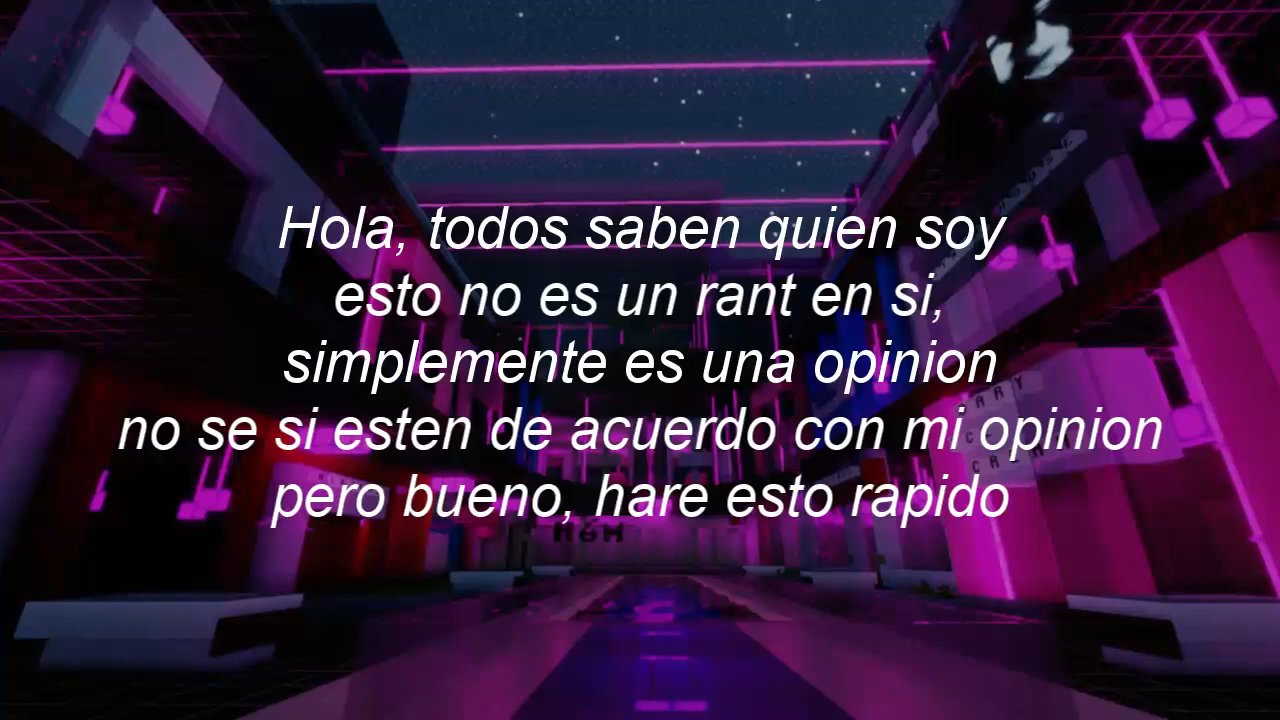 Hola, todos saben quien soy
esto no es un rant en si,
simplemente es una opinion
no se si esten de acuerdo con mi opinion
pero bueno, hare esto rapido
H&M